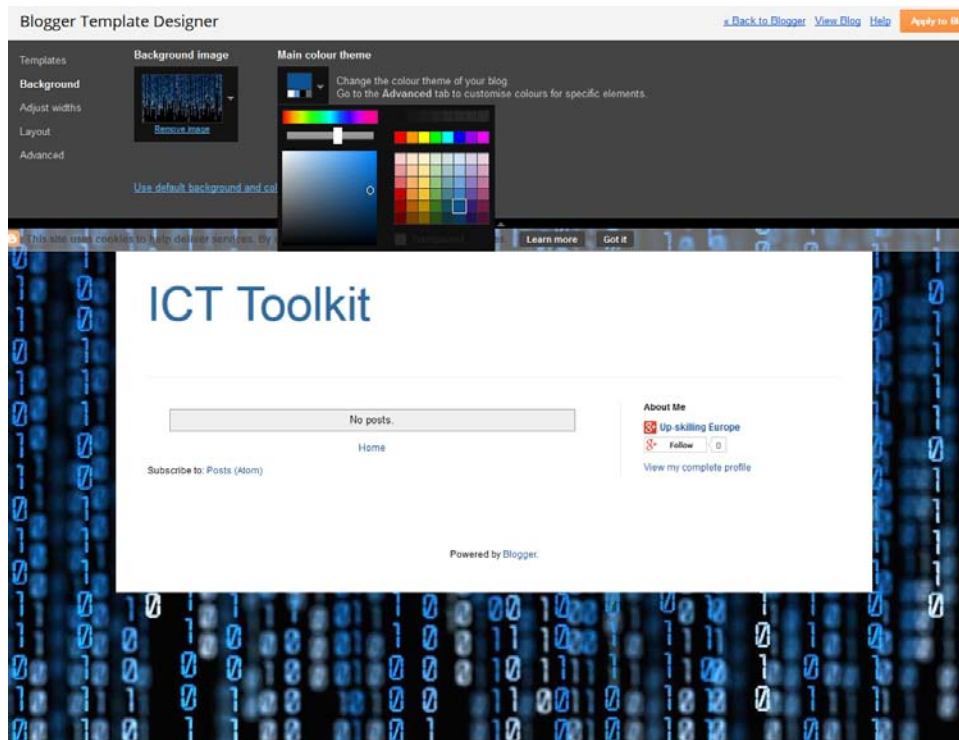 Blogger Template Designer
« Back to Blogger View Blog Help Apply to Bl
Templates
Background
Adjust widths
Layout
Advanced
Background image
Remove image
Main colour theme
Change the colour theme of your blog
Go to the Advanced tab to customise colours for specific elements.
Use default background and col
This site uses cookies to help deliver services. By
Learn more Got it
ICT Toolkit
No posts.
Home
Subscribe to: Posts (Atom)
About Me
Up-skilling Europe
Follow 0
View my complete profile
Powered by Blogger.